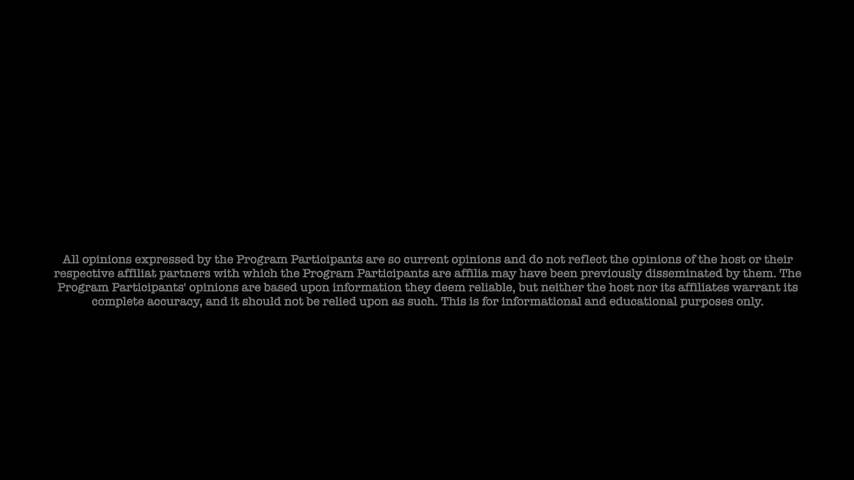 All opinions expressed by the Program Participants are so current opinions and do not reflect the opinions of the host or their
respective affiliat partners with which the Program Participants are affilia may have been previously disseminated by them. The
Program Participants' opinions are based upon information they deem reliable, but neither the host nor its affiliates warrant its
complete accuracy, and it should not be relied upon as such. This is for informational and educational purposes only.